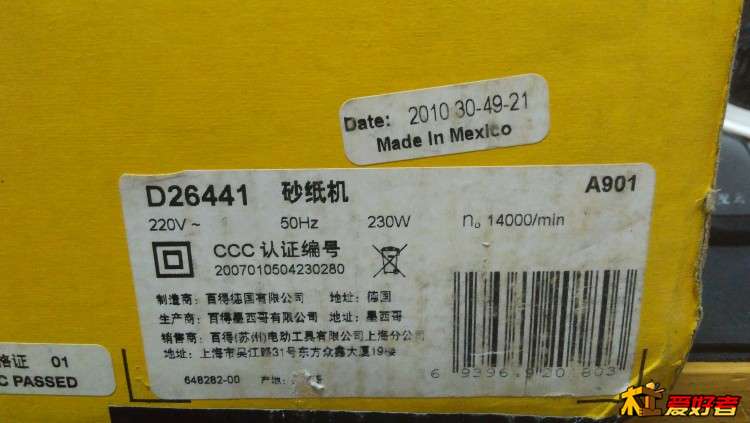 Date: 2010 30-49-21
Made in Mexico
D26441 砂纸机 A901
220V ~ 50Hz 230W n₀ 14000/min
CCC 认证编号
2007010504230280
制造商: 百得德国有限公司 地址: 德国
生产商: 百得墨西哥有限公司 地址: 墨西哥
销售商: 百得(苏州)电动工具有限公司上海分公司
地址: 上海市吴江路31号东方众鑫大厦19楼
648282-00 产地:
格证 01
C PASSED
爱好者